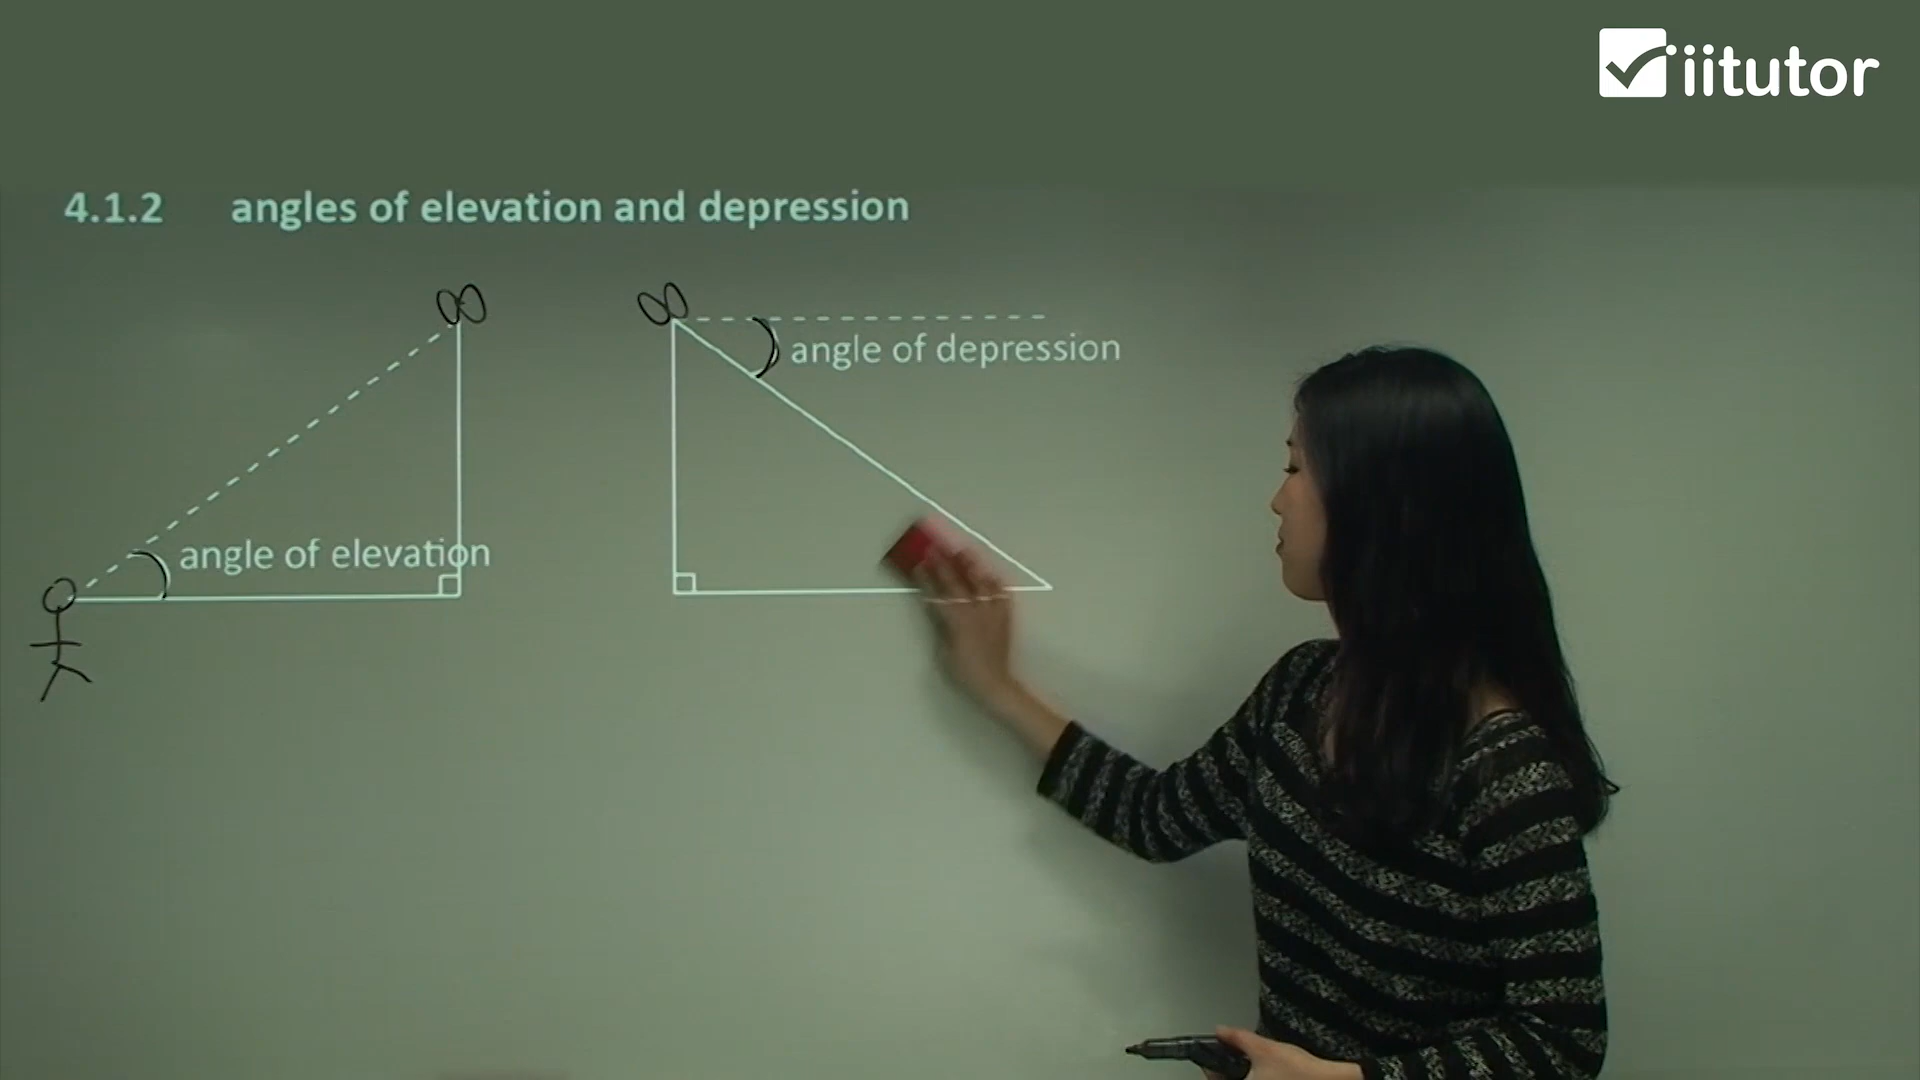 iitutor
4.1.2 angles of elevation and depression
angle of depression
angle of elevation